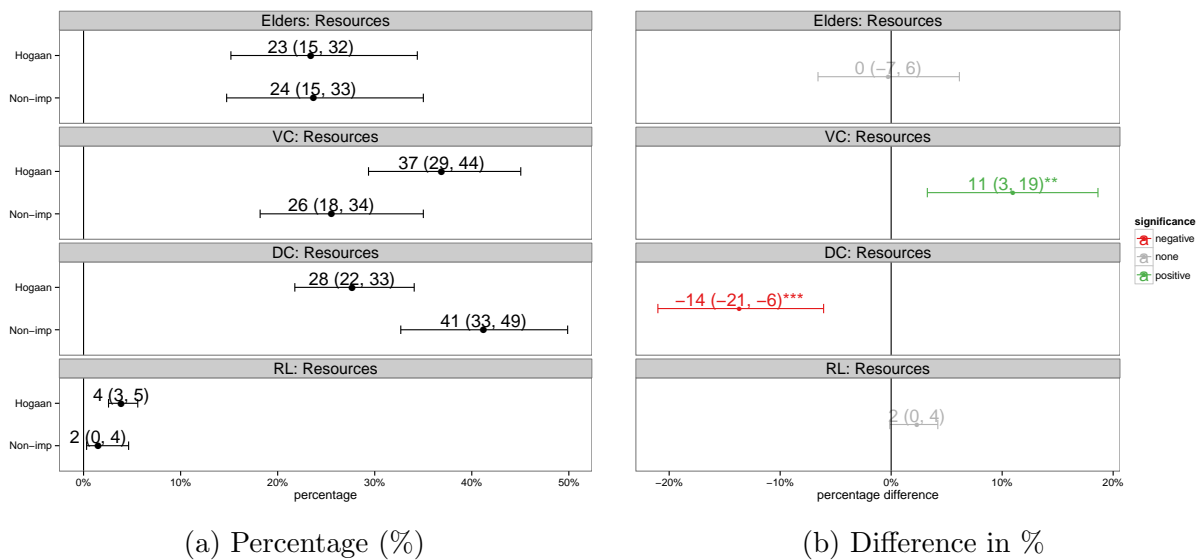 Elders: Resources
Hogaan
23 (15, 32)
Non−imp
24 (15, 33)
VC: Resources
Hogaan
37 (29, 44)
Non−imp
26 (18, 34)
DC: Resources
Hogaan
28 (22, 33)
Non−imp
41 (33, 49)
RL: Resources
Hogaan
4 (3, 5)
Non−imp
2 (0, 4)
0% 10% 20% 30% 40% 50%
percentage
(a) Percentage (%)
Elders: Resources
0 (−7, 6)
VC: Resources
11 (3, 19)**
DC: Resources
−14 (−21, −6)***
RL: Resources
2 (0, 4)
−20% −10% 0% 10% 20%
percentage difference
(b) Difference in %
significance
a negative
a none
a positive